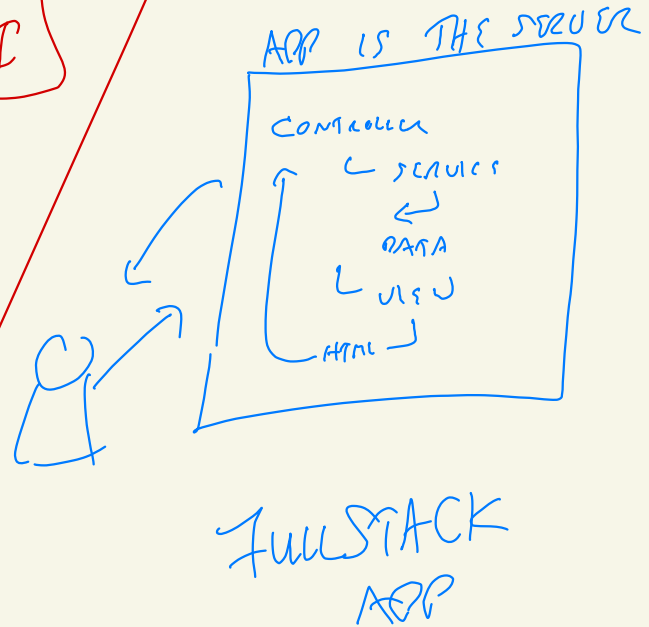 APP IS THE SERVER
CONTROLLER
SERVICE
DATA
VIEW
HTML
FULLSTACK
APP